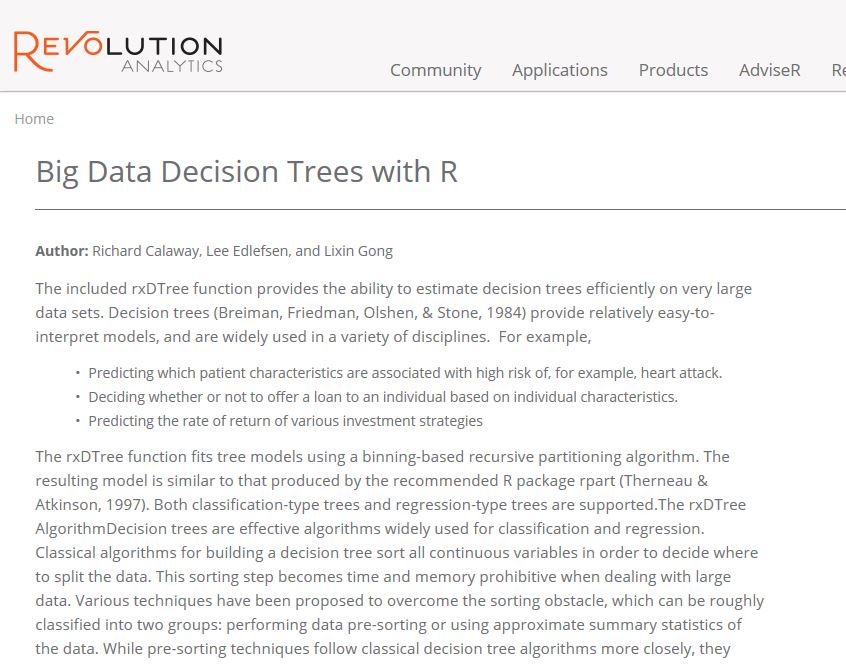 REVOLUTION
ANALYTICS
Community Applications Products AdviseR Re
Home
Big Data Decision Trees with R
Author: Richard Calaway, Lee Edlefsen, and Lixin Gong
The included rxDTree function provides the ability to estimate decision trees efficiently on very large
data sets. Decision trees (Breiman, Friedman, Olshen, & Stone, 1984) provide relatively easy-to-
interpret models, and are widely used in a variety of disciplines.  For example,
• Predicting which patient characteristics are associated with high risk of, for example, heart attack.
• Deciding whether or not to offer a loan to an individual based on individual characteristics.
• Predicting the rate of return of various investment strategies
The rxDTree function fits tree models using a binning-based recursive partitioning algorithm. The
resulting model is similar to that produced by the recommended R package rpart (Therneau &
Atkinson, 1997). Both classification-type trees and regression-type trees are supported.The rxDTree
AlgorithmDecision trees are effective algorithms widely used for classification and regression.
Classical algorithms for building a decision tree sort all continuous variables in order to decide where
to split the data. This sorting step becomes time and memory prohibitive when dealing with large
data. Various techniques have been proposed to overcome the sorting obstacle, which can be roughly
classified into two groups: performing data pre-sorting or using approximate summary statistics of
the data. While pre-sorting techniques follow classical decision tree algorithms more closely, they